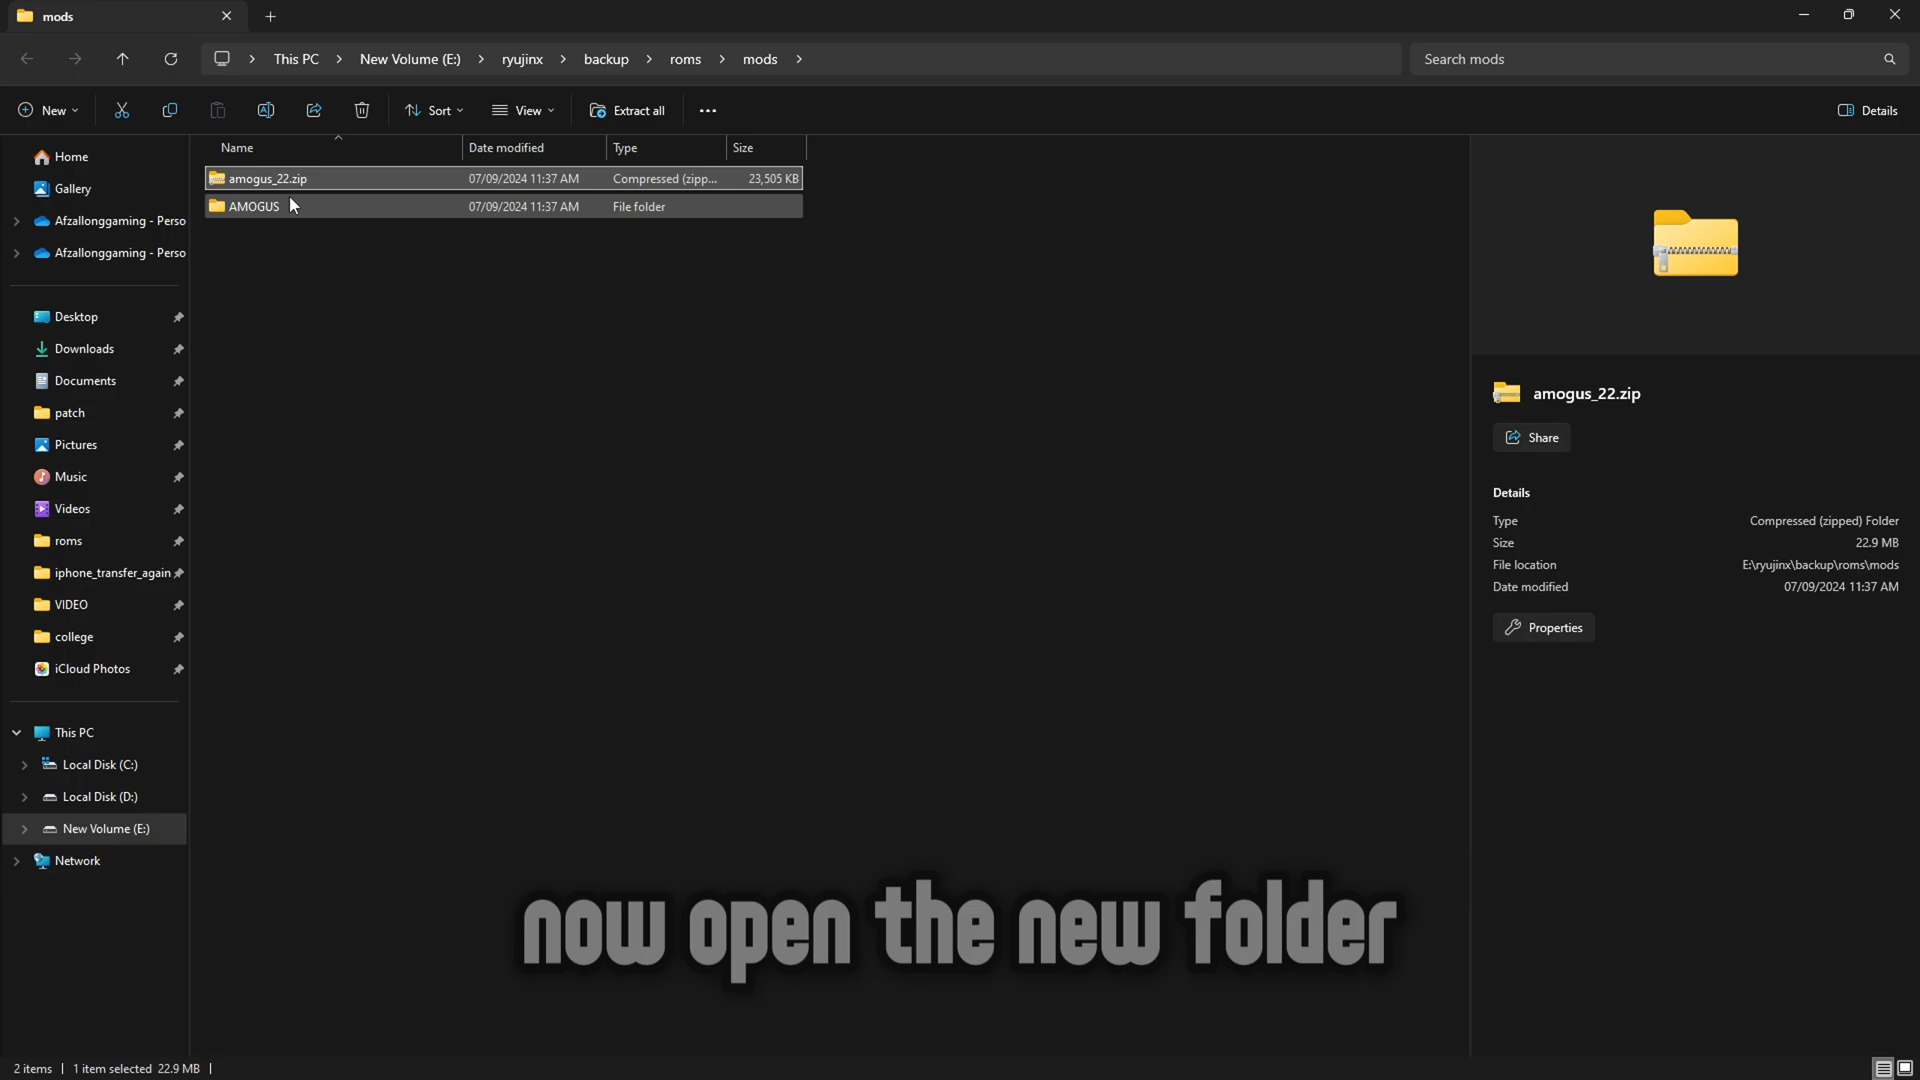 mods
This PC
New Volume (E:)
ryujinx
backup
roms
mods
Search mods
New
Sort
View
Extract all
Details
Name
Date modified
Type
Size
amogus_22.zip
07/09/2024 11:37 AM
Compressed (zipp...
23,505 KB
AMOGUS
07/09/2024 11:37 AM
File folder
Home
Gallery
Afzallonggaming - Perso
Afzallonggaming - Perso
Desktop
Downloads
Documents
patch
Pictures
Music
Videos
roms
iphone_transfer_again
VIDEO
college
iCloud Photos
This PC
Local Disk (C:)
Local Disk (D:)
New Volume (E:)
Network
amogus_22.zip
Share
Details
Type
Compressed (zipped) Folder
Size
22.9 MB
File location
E:\ryujinx\backup\roms\mods
Date modified
07/09/2024 11:37 AM
Properties
now open the new folder
2 items
1 item selected 22.9 MB